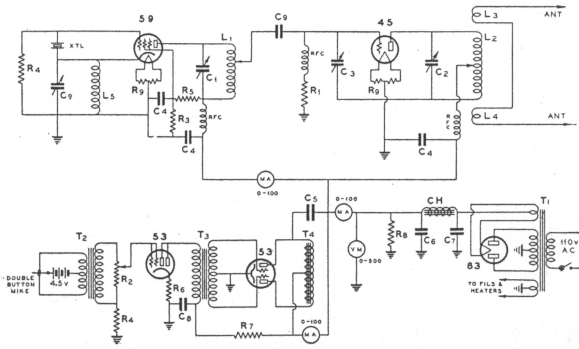 59
45
L3
ANT
XTL
L1
C9
L2
RFC
R4
C9
L5
R9
C4
R5
C1
R1
C3
R9
C2
R3
C4
RFC
RFC
C4
L4
ANT
MA
0-100
C5
0-100
MA
CH
T1
110V
A.C.
T2
53
T3
53
T4
VM
0-500
R8
C6
C7
83
DOUBLE
BUTTON
MIKE
4.5V
R2
R6
C8
R4
R7
0-100
MA
TO FILS &
HEATERS